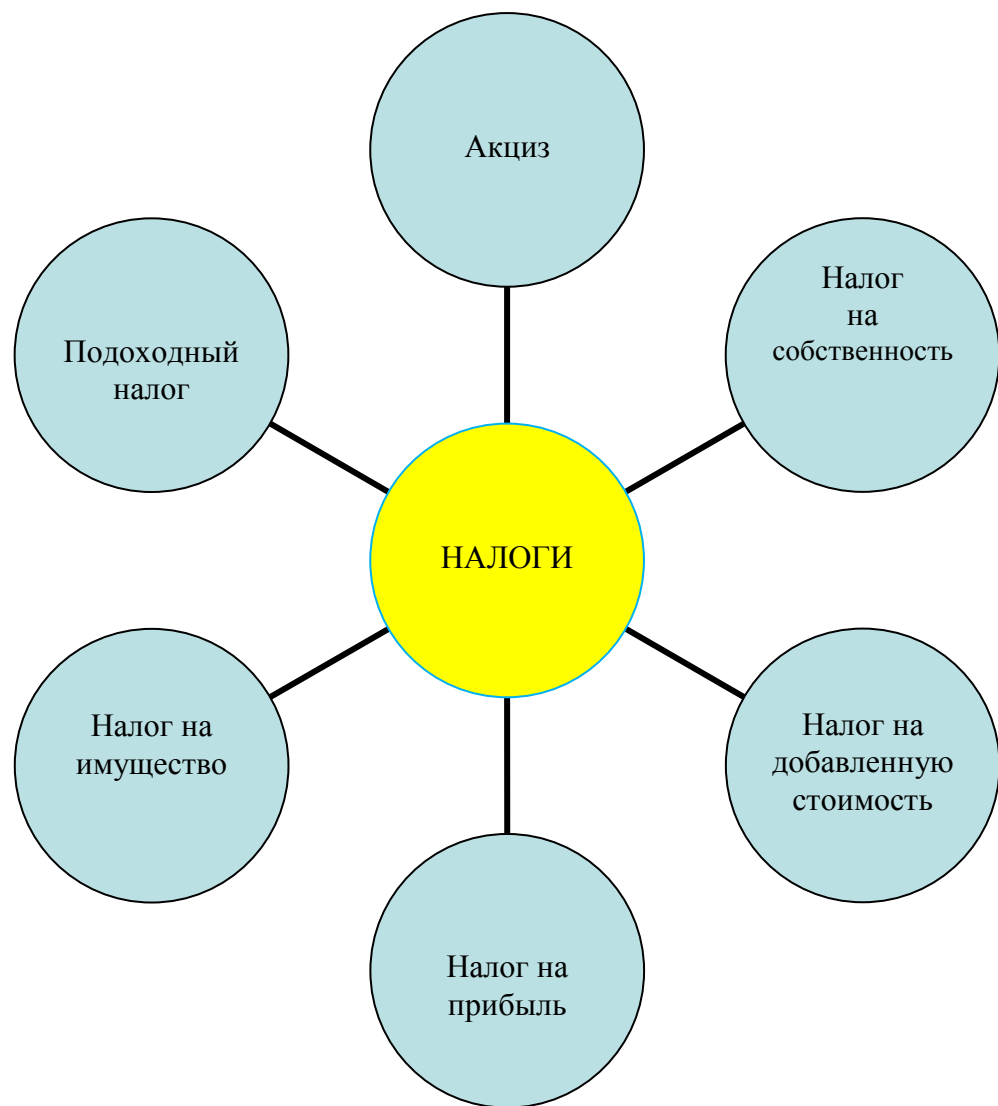 Акциз
Налог
на
собственность
Подоходный
налог
НАЛОГИ
Налог на
имущество
Налог на
добавленную
стоимость
Налог на
прибыль